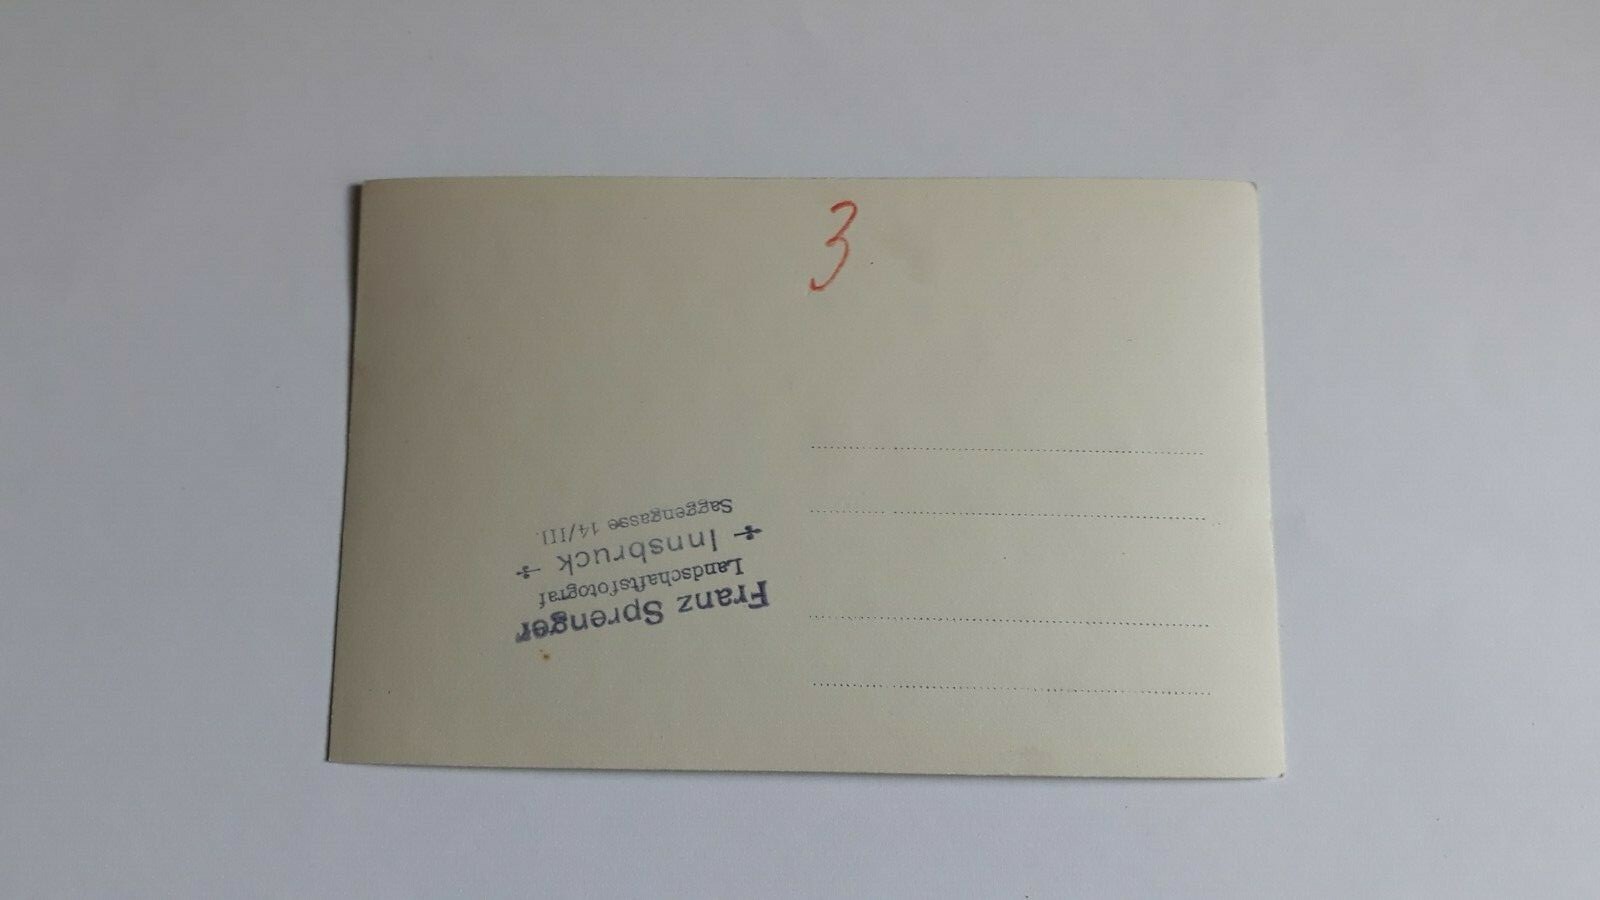 3
Franz Sprenger
Landschaftsfotograf
Innsbruck
Saggengasse 14/III.